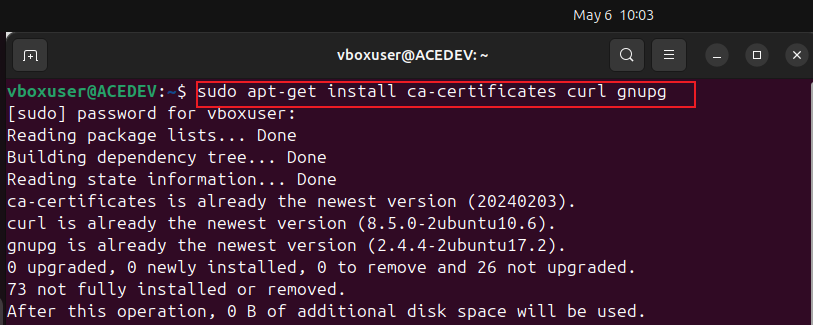 May 6 10:03
vboxuser@ACEDEV: ~
vboxuser@ACEDEV:~$ sudo apt-get install ca-certificates curl gnupg
[sudo] password for vboxuser:
Reading package lists... Done
Building dependency tree... Done
Reading state information... Done
ca-certificates is already the newest version (20240203).
curl is already the newest version (8.5.0-2ubuntu10.6).
gnupg is already the newest version (2.4.4-2ubuntu17.2).
0 upgraded, 0 newly installed, 0 to remove and 26 not upgraded.
73 not fully installed or removed.
After this operation, 0 B of additional disk space will be used.